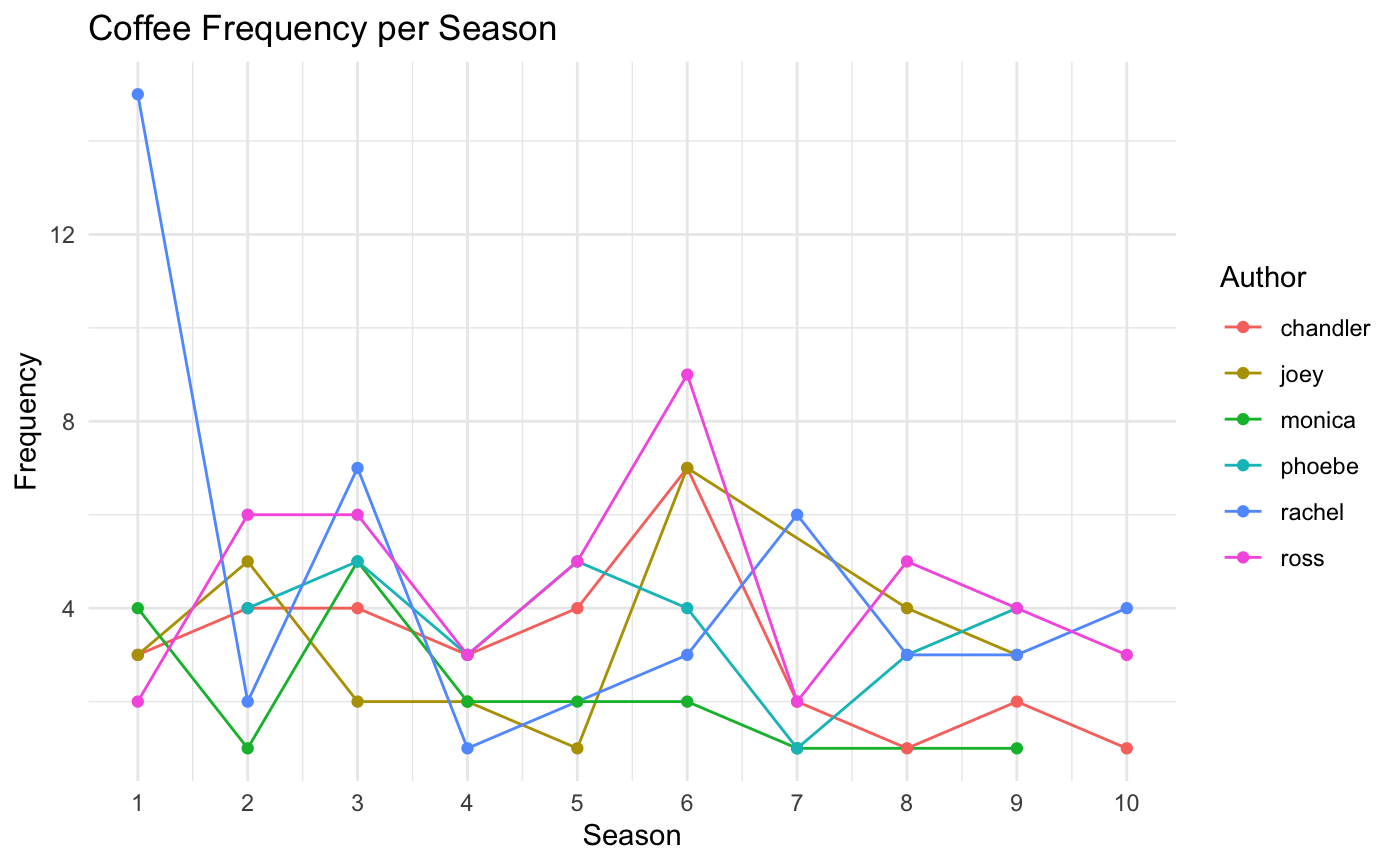 Coffee Frequency per Season
12
8
4
Frequency
1 2 3 4 5 6 7 8 9 10
Season
Author
chandler
joey
monica
phoebe
rachel
ross